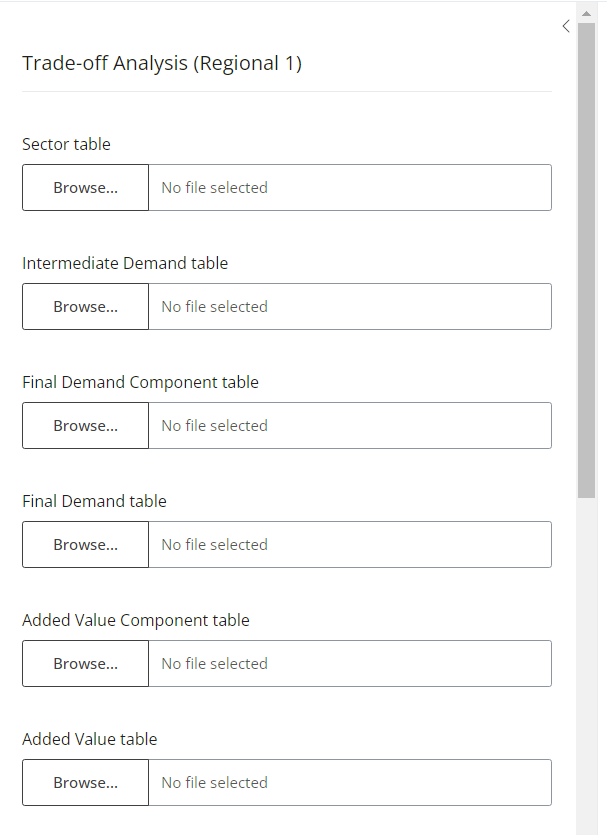 Trade-off Analysis (Regional 1)
Sector table
Browse... No file selected
Intermediate Demand table
Browse... No file selected
Final Demand Component table
Browse... No file selected
Final Demand table
Browse... No file selected
Added Value Component table
Browse... No file selected
Added Value table
Browse... No file selected